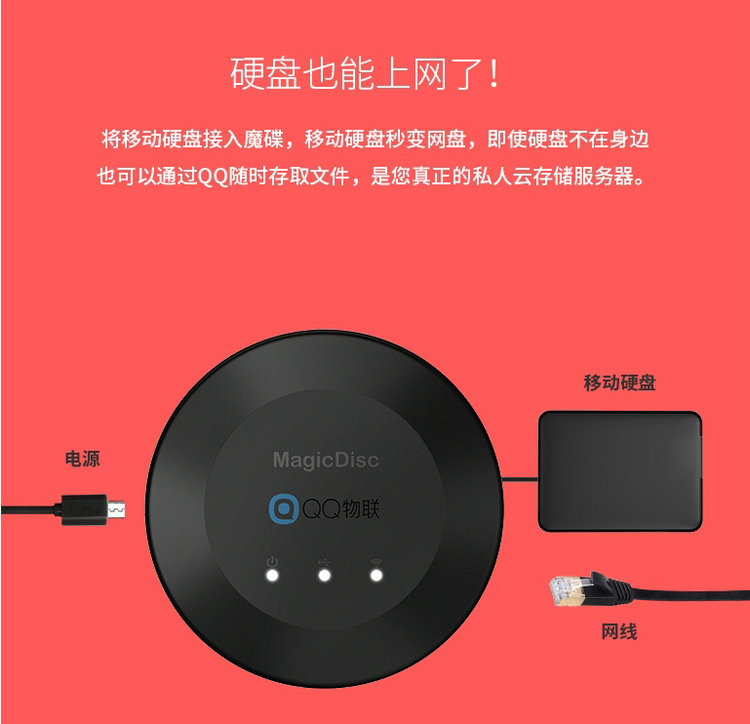 硬盘也能上网了!
将移动硬盘接入魔碟，移动硬盘秒变网盘，即使硬盘不在身边
也可以通过QQ随时存取文件，是您真正的私人云存储服务器。
移动硬盘
电源
MagicDisc
QQ物联
网线